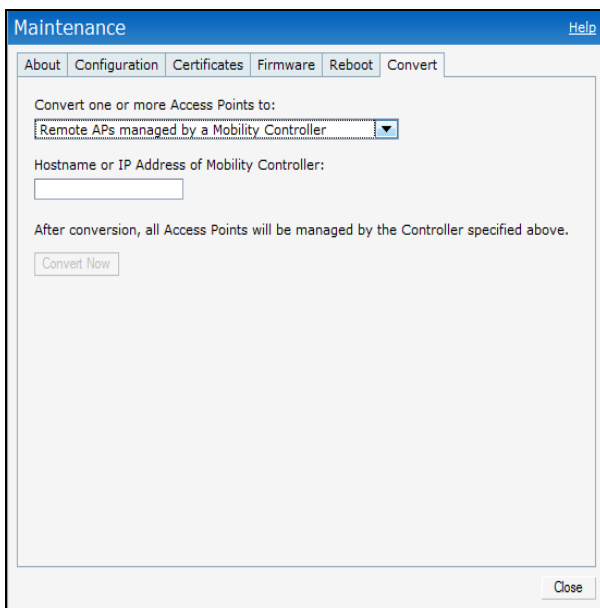 Maintenance Help
About Configuration Certificates Firmware Reboot Convert
Convert one or more Access Points to:
Remote APs managed by a Mobility Controller
Hostname or IP Address of Mobility Controller:
After conversion, all Access Points will be managed by the Controller specified above.
Convert Now
Close